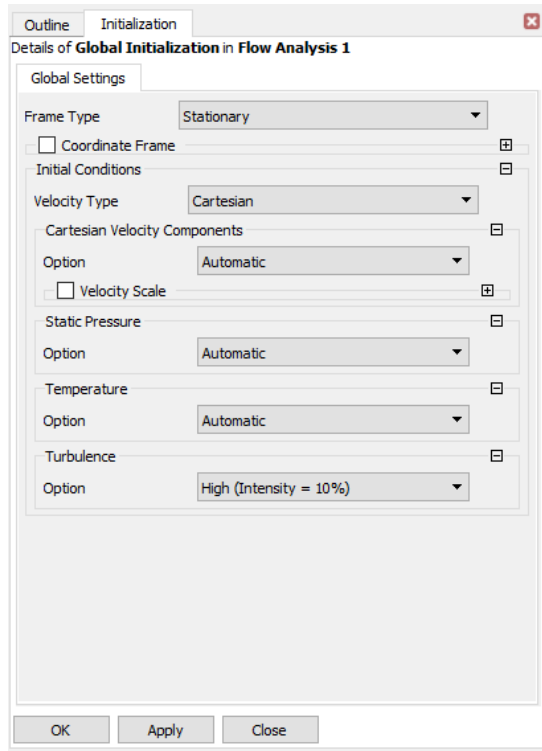 Outline Initialization
Details of Global Initialization in Flow Analysis 1
Global Settings
Frame Type Stationary
Coordinate Frame
Initial Conditions
Velocity Type Cartesian
Cartesian Velocity Components
Option Automatic
Velocity Scale
Static Pressure
Option Automatic
Temperature
Option Automatic
Turbulence
Option High (Intensity = 10%)
OK Apply Close